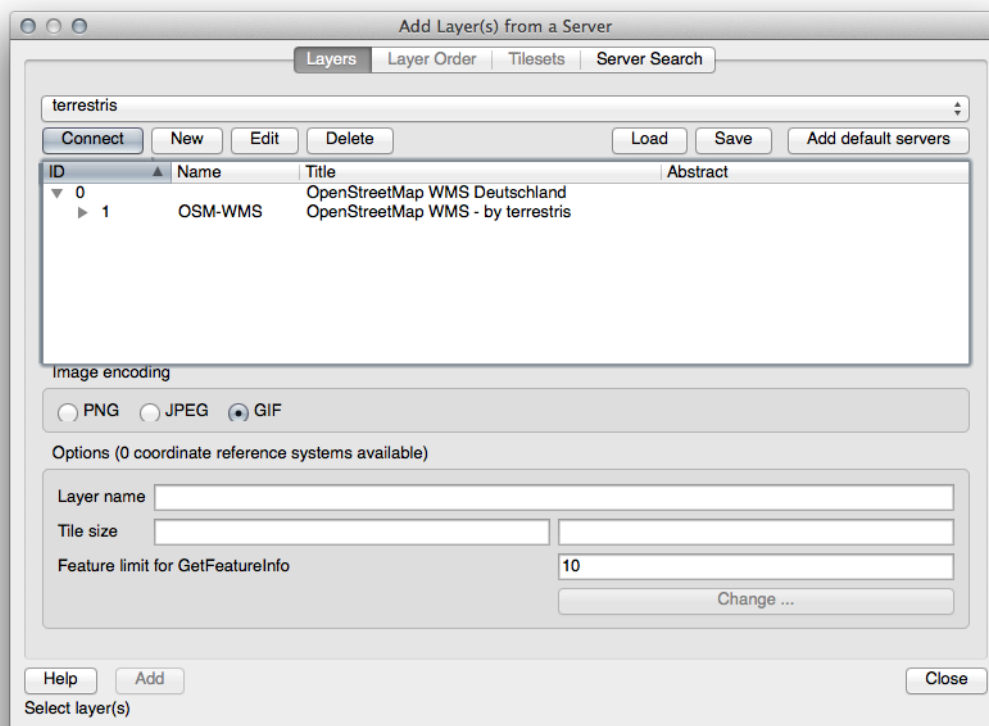 Add Layer(s) from a Server
Layers Layer Order Tilesets Server Search
terrestris
Connect New Edit Delete Load Save Add default servers
ID Name Title Abstract
0 OpenStreetMap WMS Deutschland
1 OSM-WMS OpenStreetMap WMS - by terrestris
Image encoding
PNG JPEG GIF
Options (0 coordinate reference systems available)
Layer name
Tile size
Feature limit for GetFeatureInfo 10
Change ...
Help Add Close
Select layer(s)